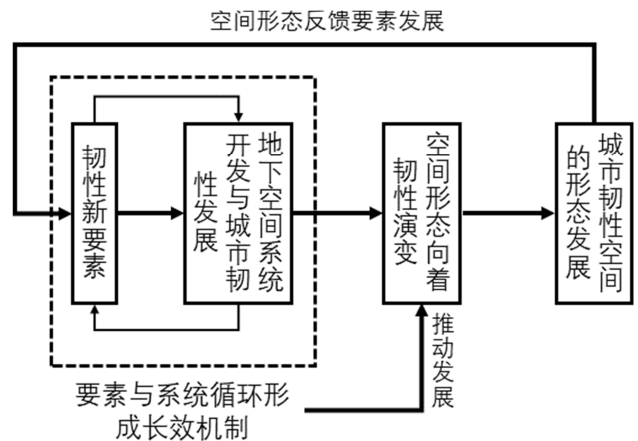 空间形态反馈要素发展
韧性新要素
地下空间系统
开发与城市韧
性发展
空间形态向着
韧性演变
城市韧性空间
的形态发展
推动发展
要素与系统循环形
成长效机制